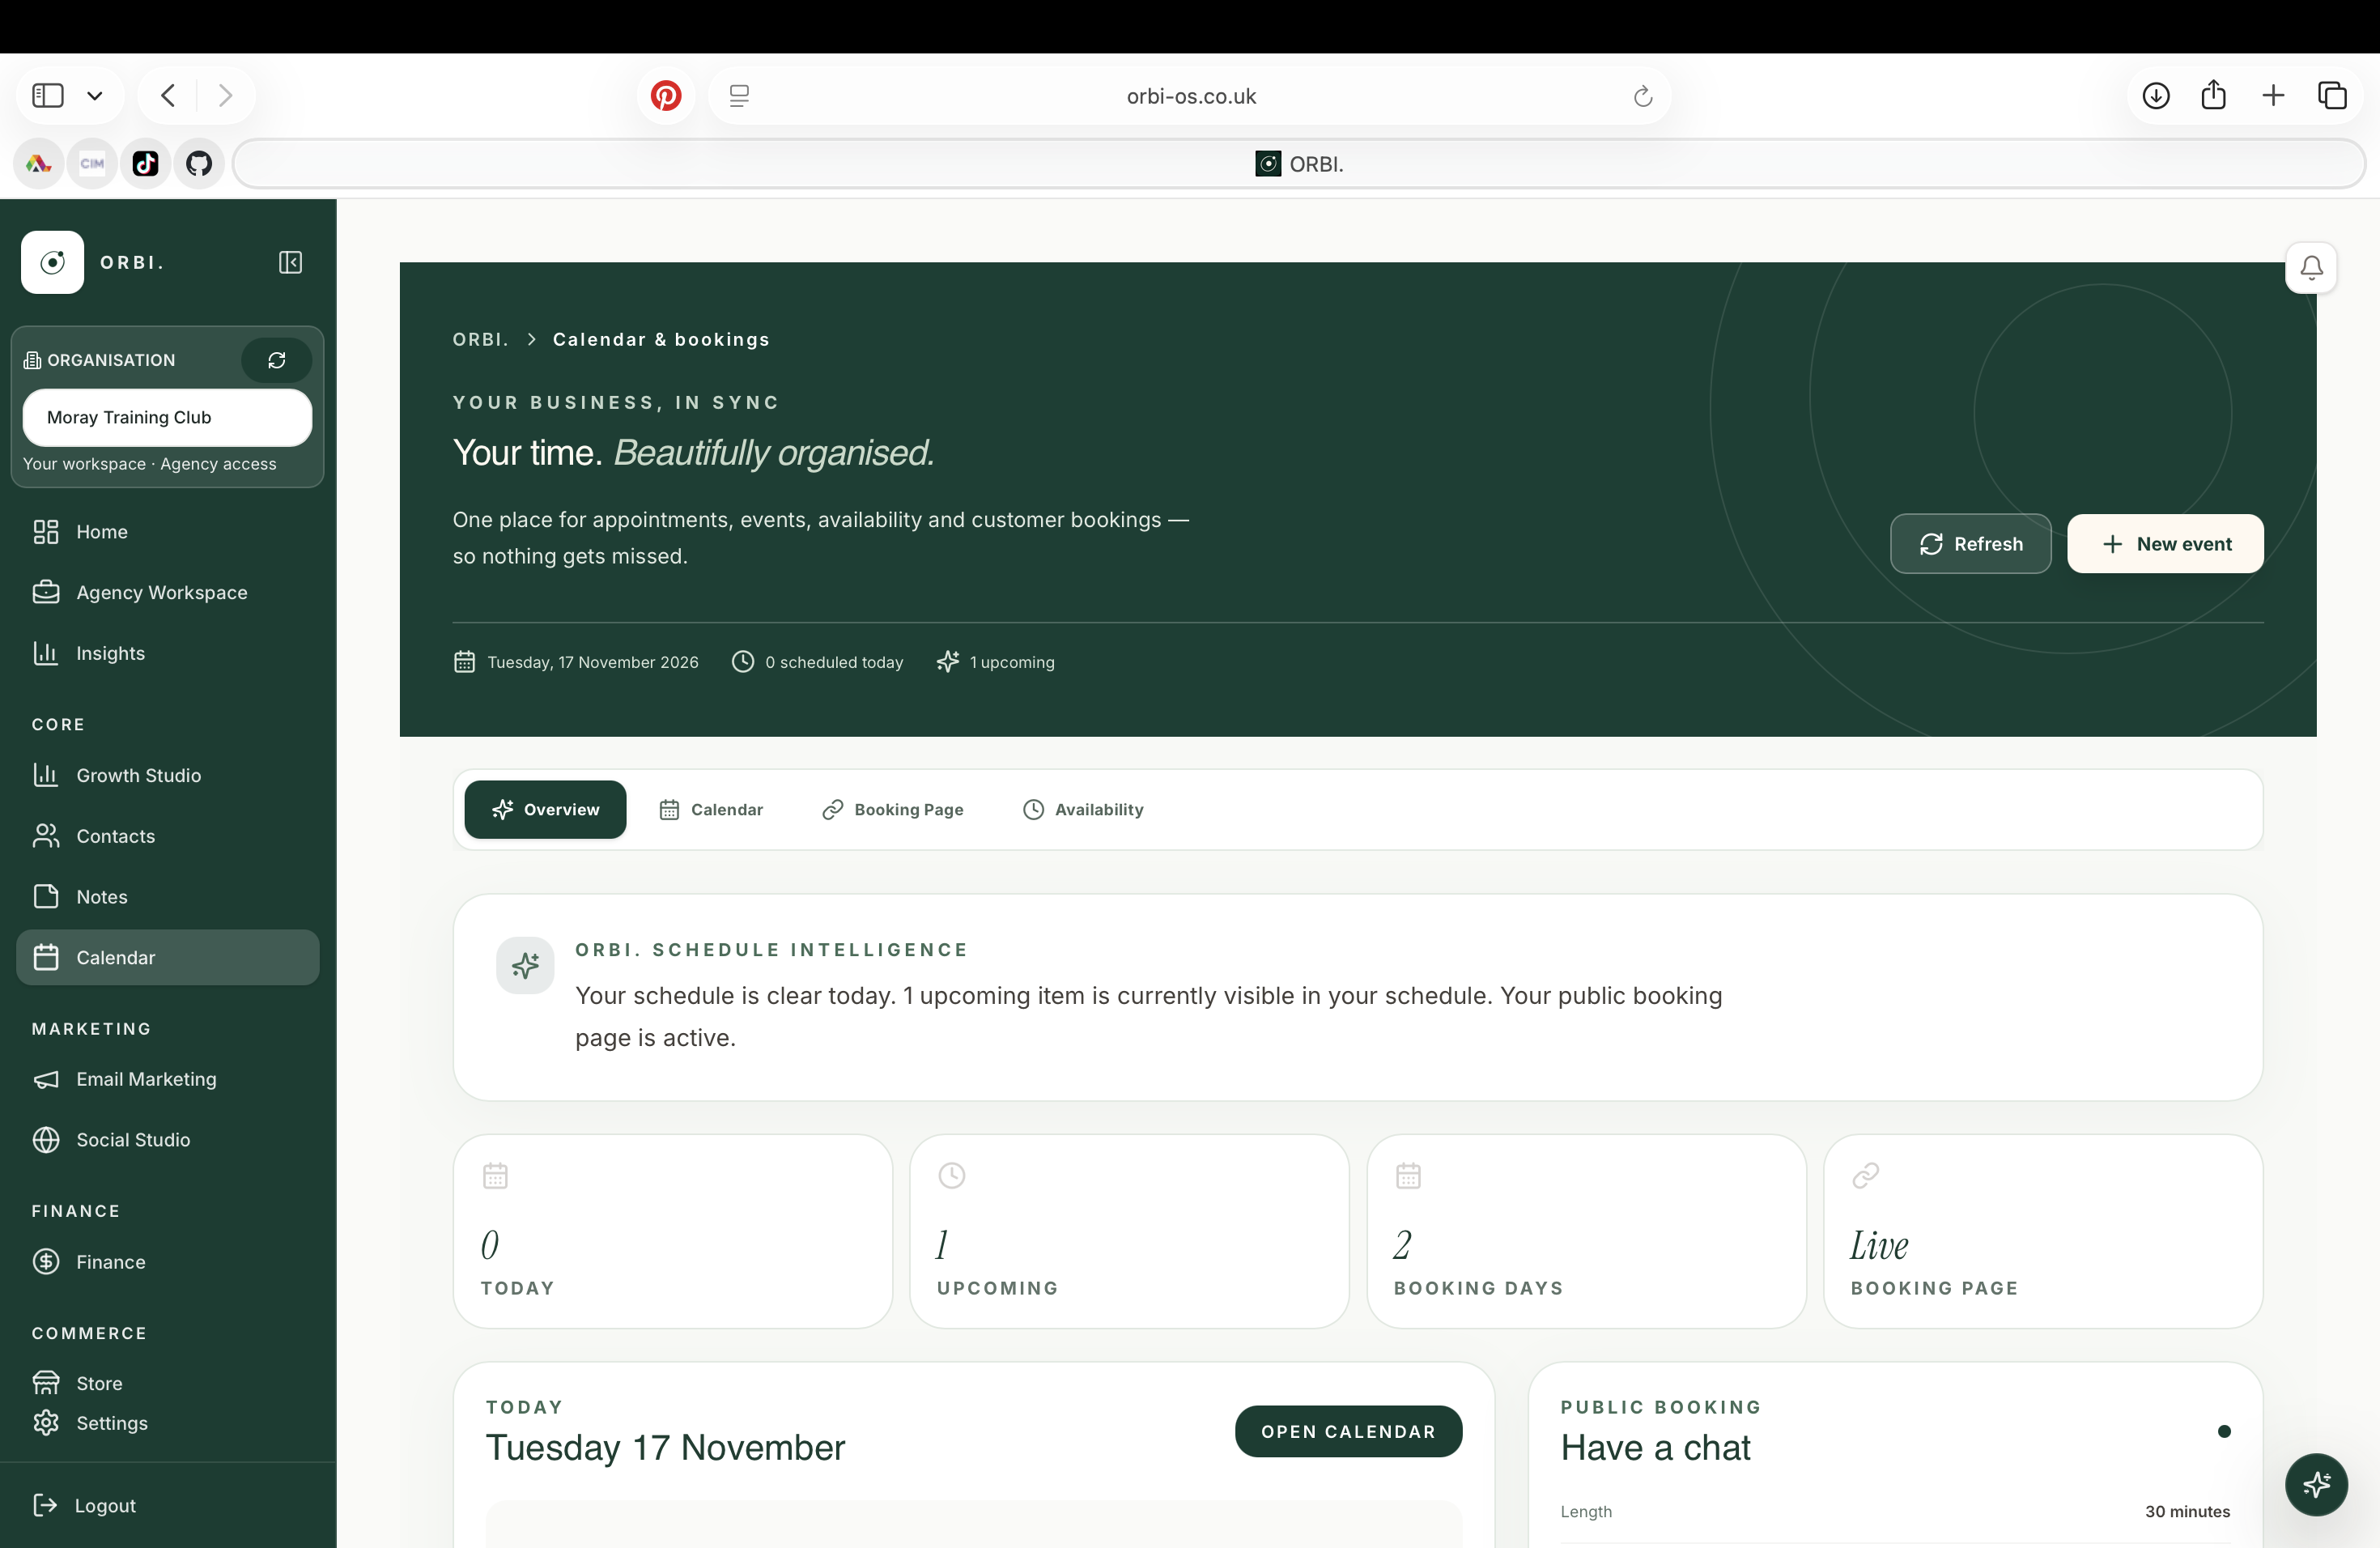 orbi-os.co.uk
CIM
ORBI.
ORBI.
ORGANISATION
Moray Training Club
Your workspace · Agency access
Home
Agency Workspace
Insights
CORE
Growth Studio
Contacts
Notes
Calendar
MARKETING
Email Marketing
Social Studio
FINANCE
Finance
COMMERCE
Store
Settings
Logout
ORBI. > Calendar & bookings
YOUR BUSINESS, IN SYNC
Your time. Beautifully organised.
One place for appointments, events, availability and customer bookings —
so nothing gets missed.
Refresh
New event
Tuesday, 17 November 2026 0 scheduled today 1 upcoming
Overview Calendar Booking Page Availability
ORBI. SCHEDULE INTELLIGENCE
Your schedule is clear today. 1 upcoming item is currently visible in your schedule. Your public booking
page is active.
0
TODAY
1
UPCOMING
2
BOOKING DAYS
Live
BOOKING PAGE
TODAY
Tuesday 17 November
OPEN CALENDAR
PUBLIC BOOKING
Have a chat
Length 30 minutes